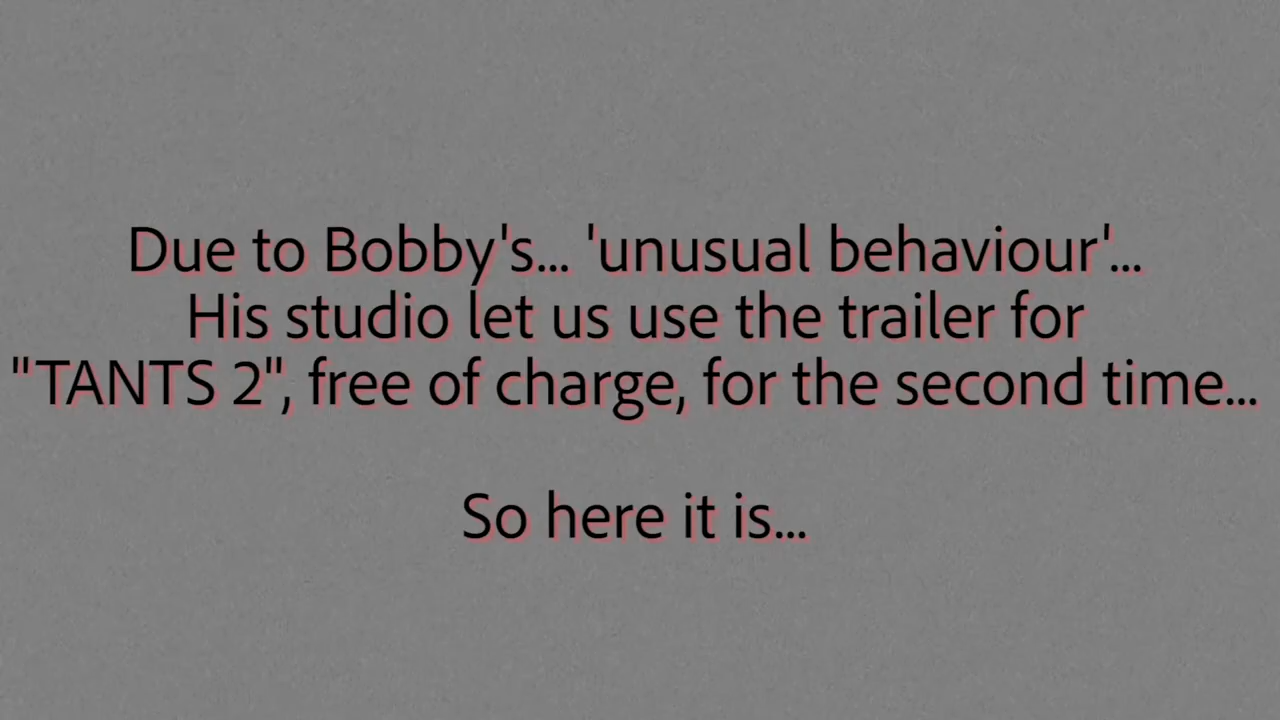 Due to Bobby's... 'unusual behaviour'...
His studio let us use the trailer for
"TANTS 2", free of charge, for the second time...
So here it is...